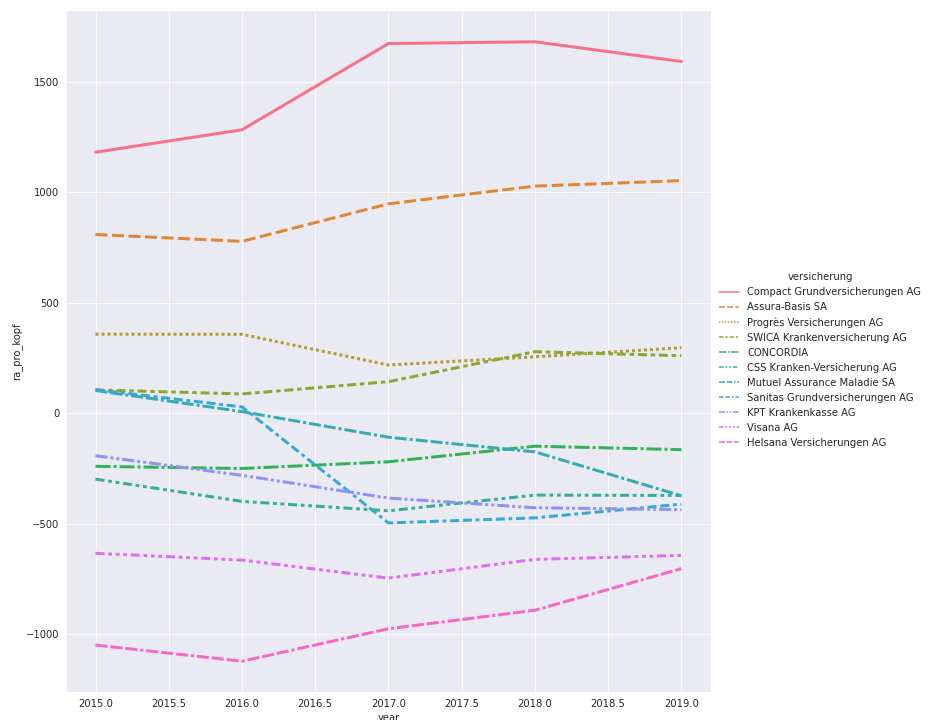 1500
1000
500
0
−500
−1000
ra_pro_kopf
2015.0 2015.5 2016.0 2016.5 2017.0 2017.5 2018.0 2018.5 2019.0
year
versicherung
Compact Grundversicherungen AG
Assura-Basis SA
Progrès Versicherungen AG
SWICA Krankenversicherung AG
CONCORDIA
CSS Kranken-Versicherung AG
Mutuel Assurance Maladie SA
Sanitas Grundversicherungen AG
KPT Krankenkasse AG
Visana AG
Helsana Versicherungen AG